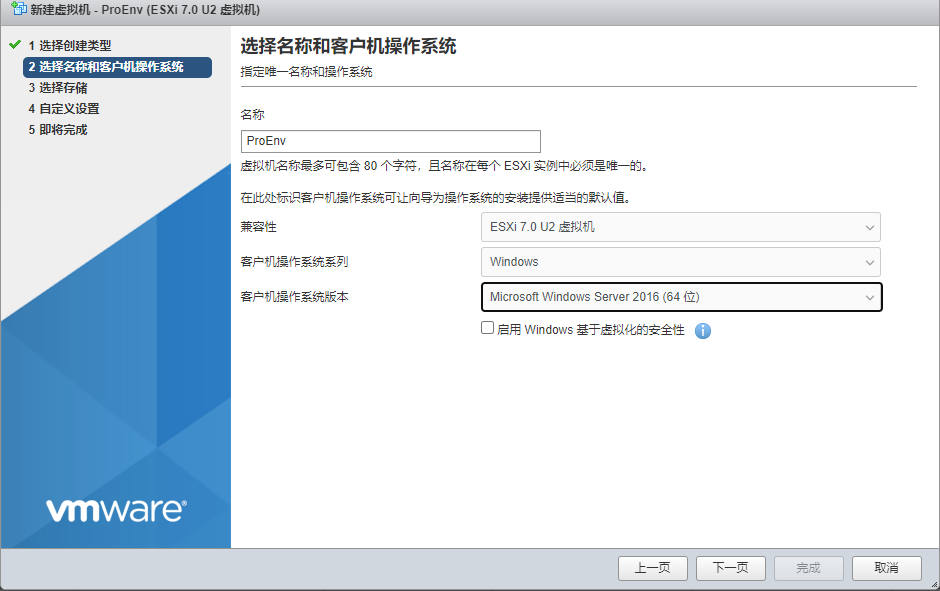 新建虚拟机 - ProEnv (ESXi 7.0 U2 虚拟机)
1 选择创建类型
2 选择名称和客户机操作系统
3 选择存储
4 自定义设置
5 即将完成
vmware®
选择名称和客户机操作系统
指定唯一名称和操作系统
名称
ProEnv
虚拟机名称最多可包含 80 个字符，且名称在每个 ESXi 实例中必须是唯一的。
在此处标识客户机操作系统可让向导为操作系统的安装提供适当的默认值。
兼容性 ESXi 7.0 U2 虚拟机
客户机操作系统系列 Windows
客户机操作系统版本 Microsoft Windows Server 2016 (64 位)
启用 Windows 基于虚拟化的安全性
上一页 下一页 完成 取消